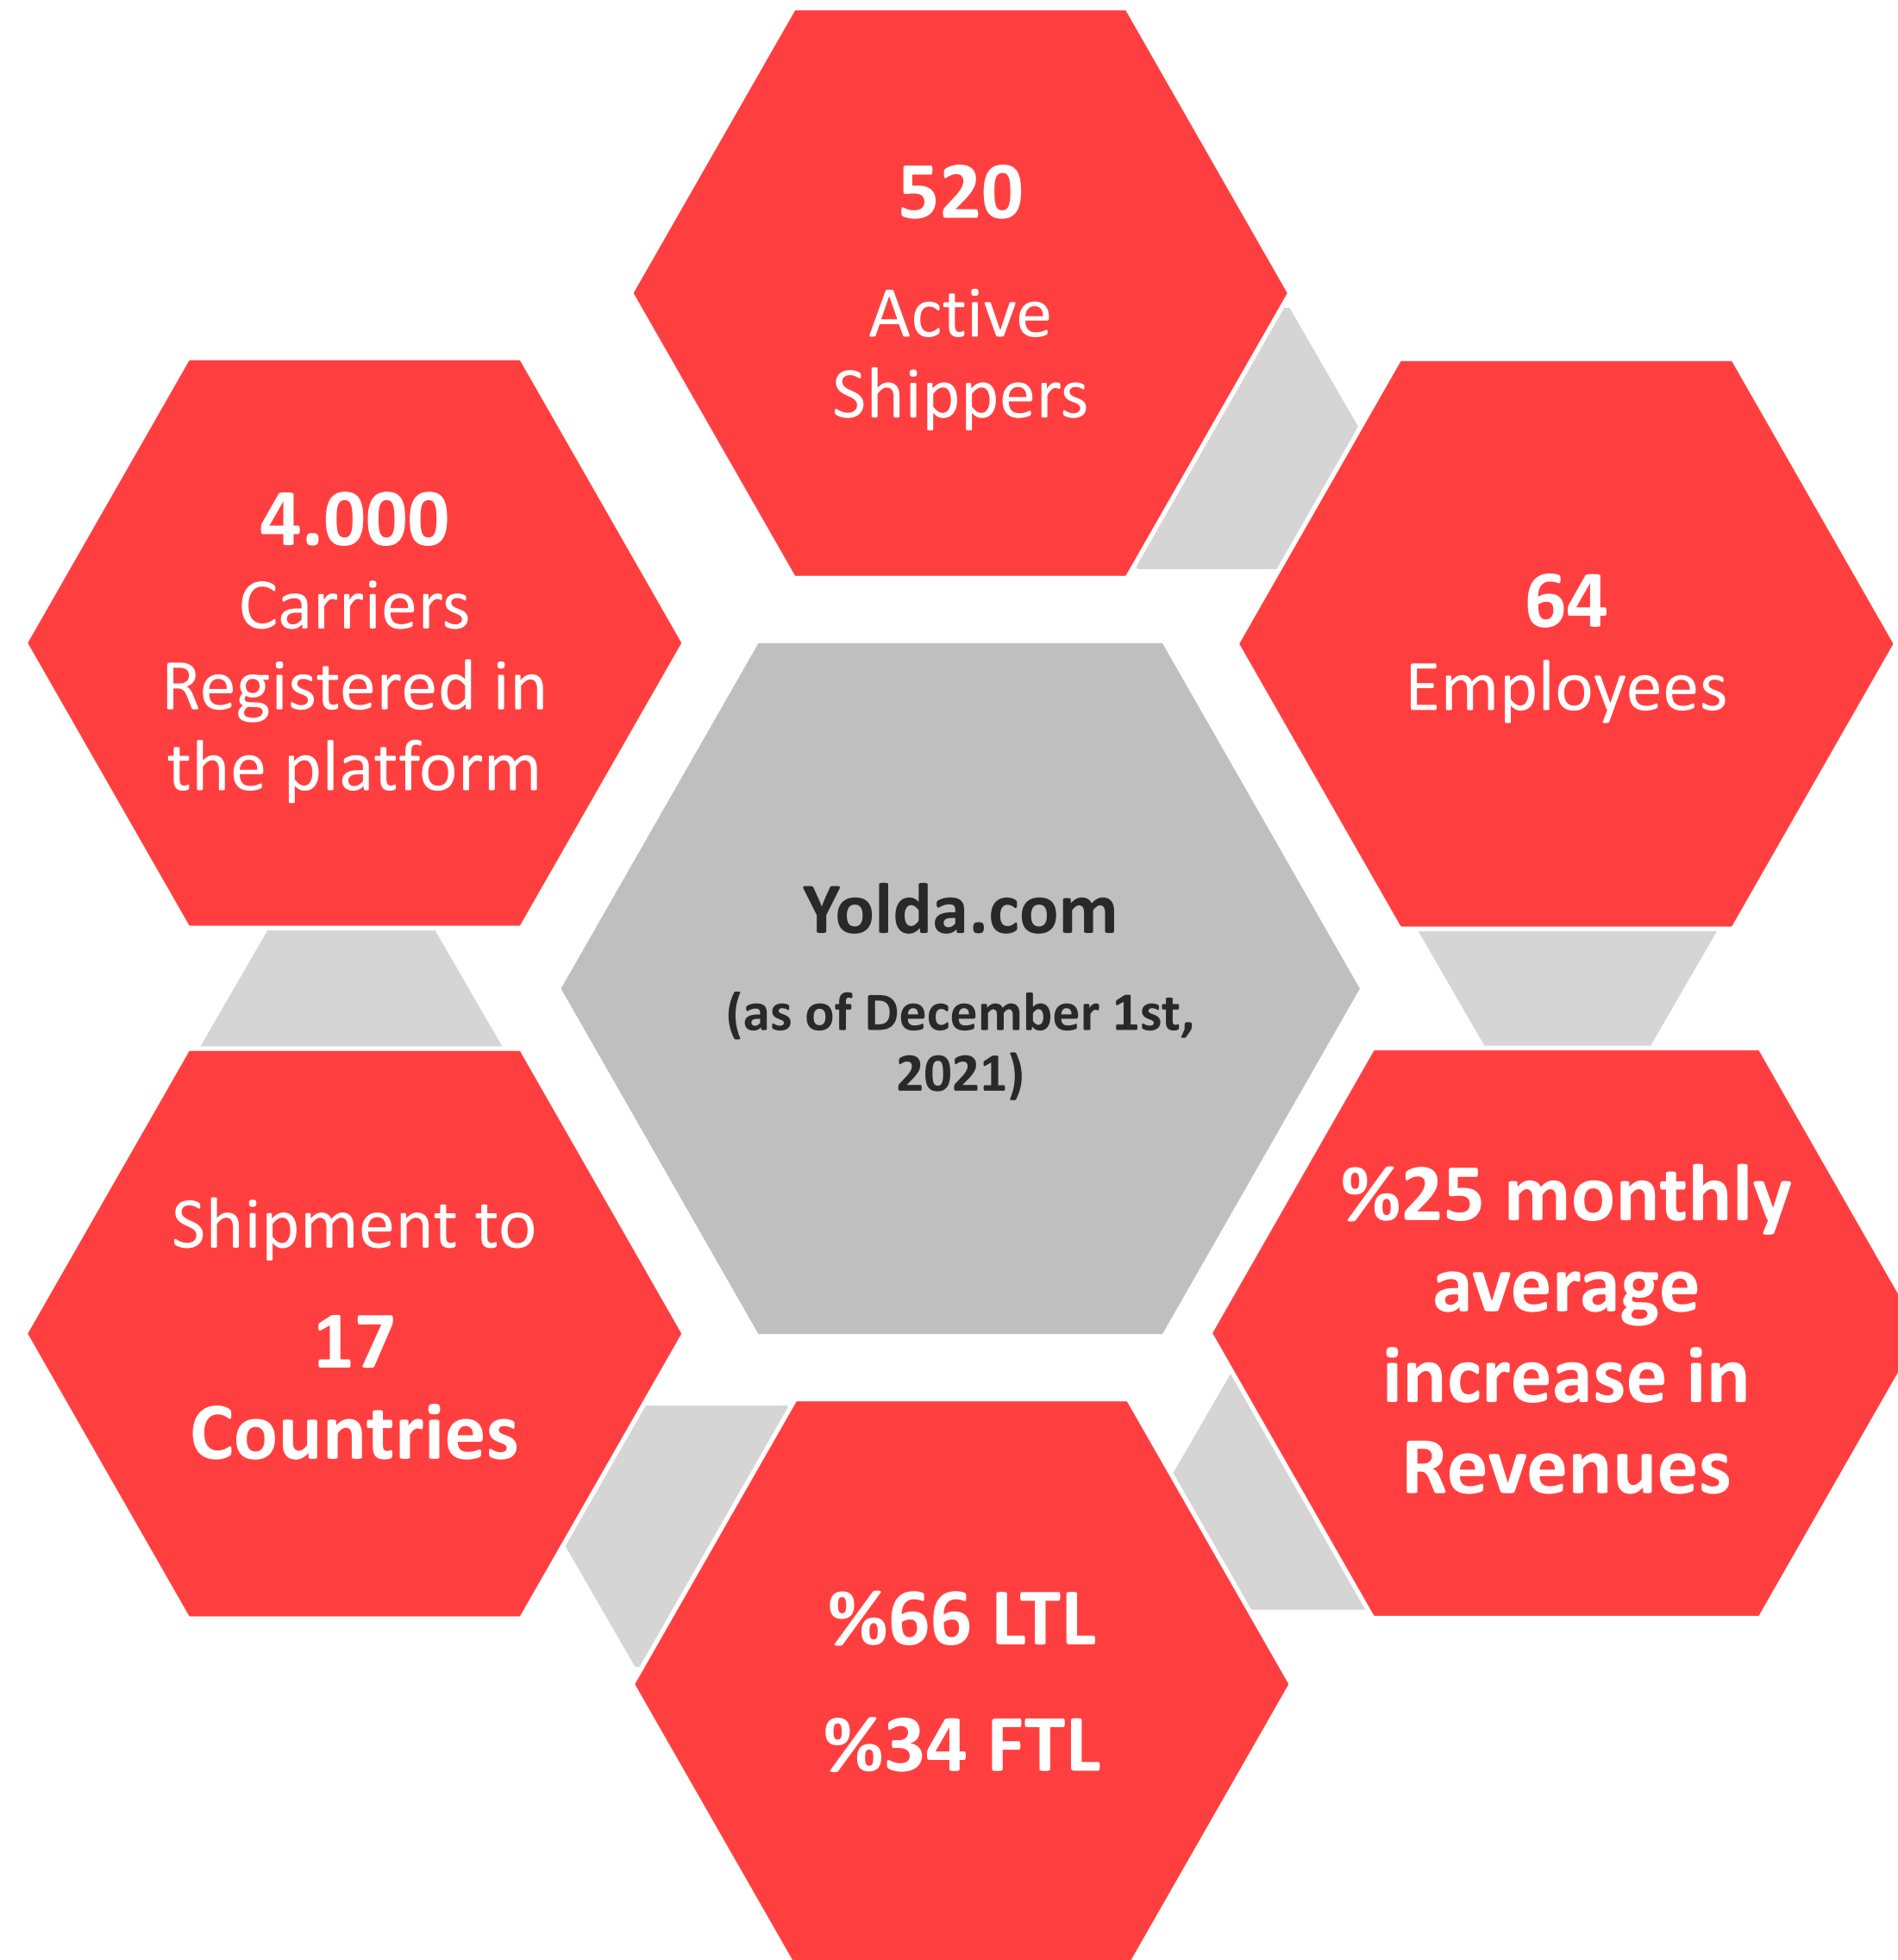 520
Active
Shippers
4.000
Carriers
Registered in
the platform
64
Employees
Yolda.com
(as of December 1st,
2021)
Shipment to
17
Countries
%25 monthly
average
increase in
Revenues
%66 LTL
%34 FTL